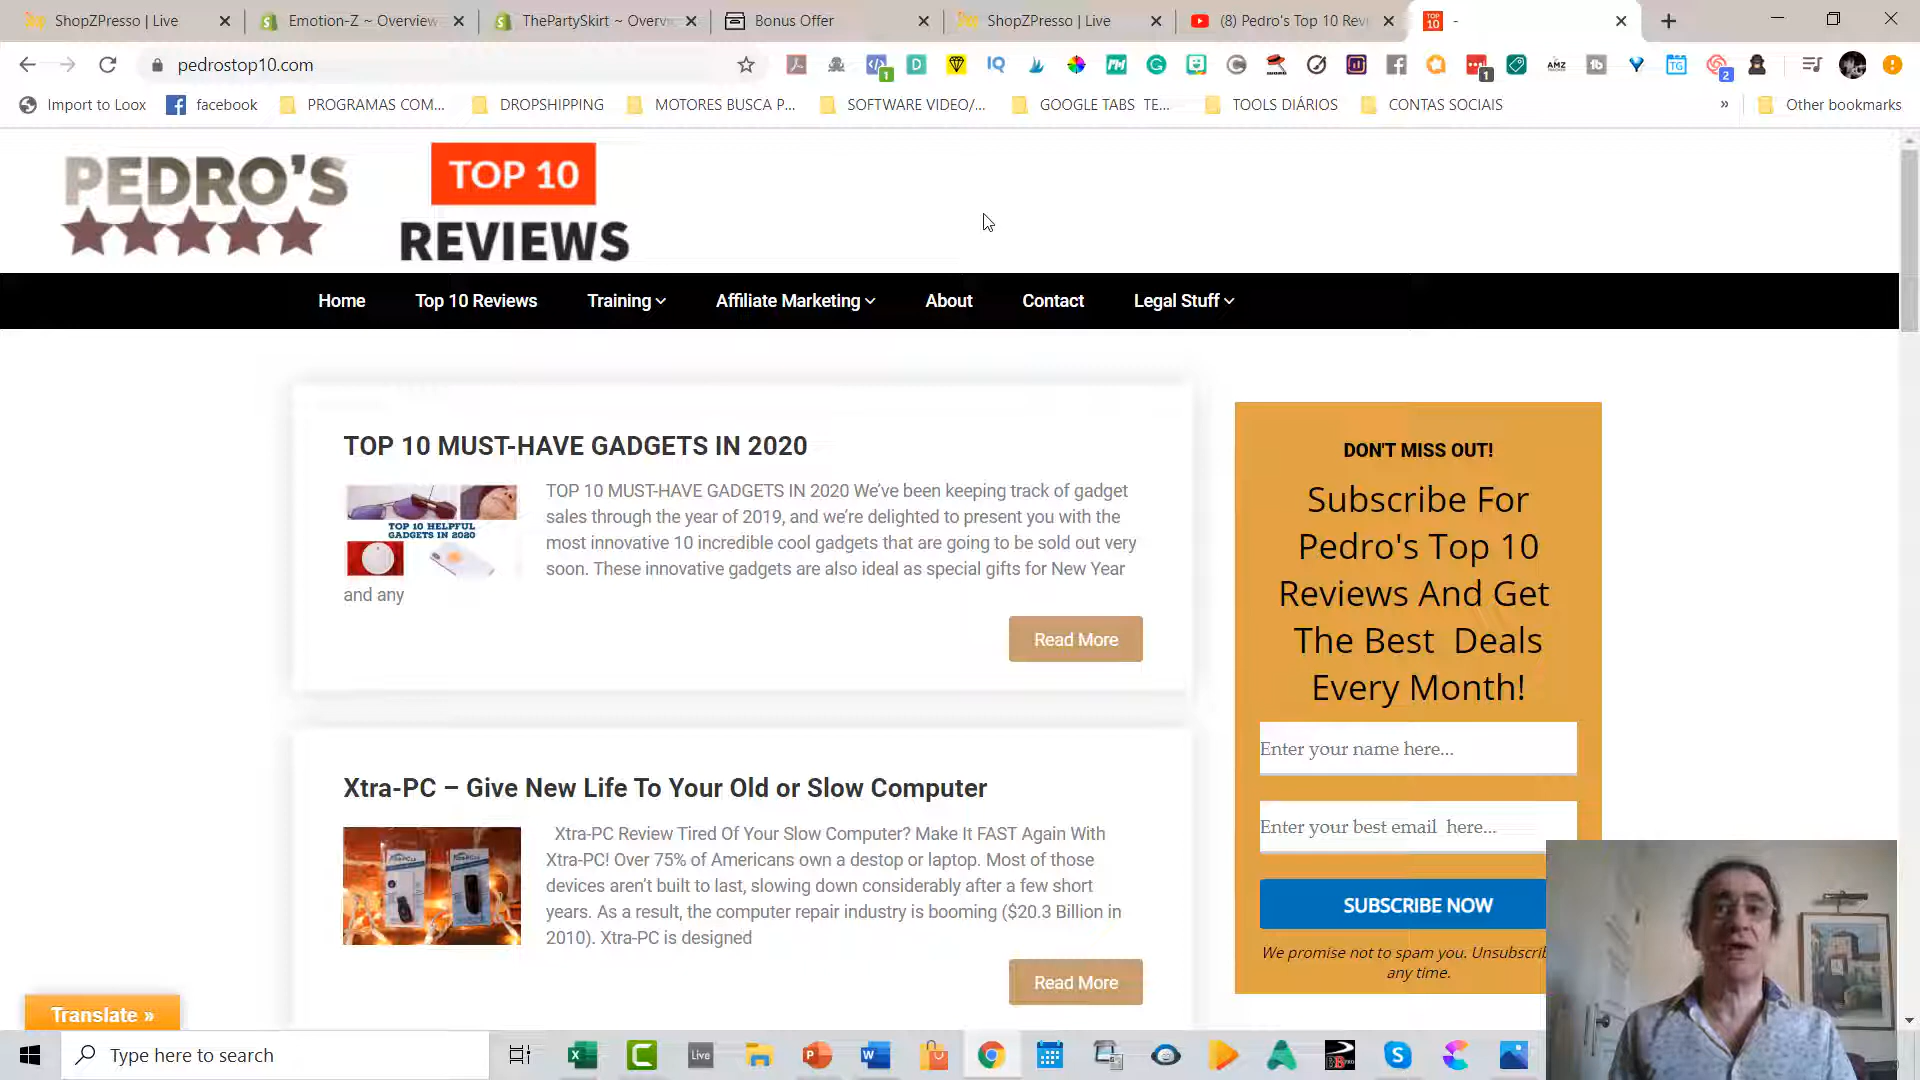 ShopZPresso | Live
Emotion-Z ~ Overview
ThePartySkirt ~ Overv
Bonus Offer
ShopZPresso | Live
(8) Pedro's Top 10 Revi
-
pedrostop10.com
Import to Loox
facebook
PROGRAMAS COM...
DROPSHIPPING
MOTORES BUSCA P...
SOFTWARE VIDEO/...
GOOGLE TABS TE...
TOOLS DIÁRIOS
CONTAS SOCIAIS
Other bookmarks
PEDRO'S
TOP 10
REVIEWS
Home
Top 10 Reviews
Training
Affiliate Marketing
About
Contact
Legal Stuff
TOP 10 MUST-HAVE GADGETS IN 2020
TOP 10 HELPFUL
GADGETS IN 2020
TOP 10 MUST-HAVE GADGETS IN 2020 We've been keeping track of gadget
sales through the year of 2019, and we're delighted to present you with the
most innovative 10 incredible cool gadgets that are going to be sold out very
soon. These innovative gadgets are also ideal as special gifts for New Year
and any
Read More
Xtra-PC – Give New Life To Your Old or Slow Computer
Xtra-PC Review Tired Of Your Slow Computer? Make It FAST Again With
Xtra-PC! Over 75% of Americans own a destop or laptop. Most of those
devices aren't built to last, slowing down considerably after a few short
years. As a result, the computer repair industry is booming ($20.3 Billion in
2010). Xtra-PC is designed
Read More
DON'T MISS OUT!
Subscribe For
Pedro's Top 10
Reviews And Get
The Best Deals
Every Month!
Enter your name here...
Enter your best email here...
SUBSCRIBE NOW
We promise not to spam you. Unsubscrib
any time.
Translate »
Type here to search
Live